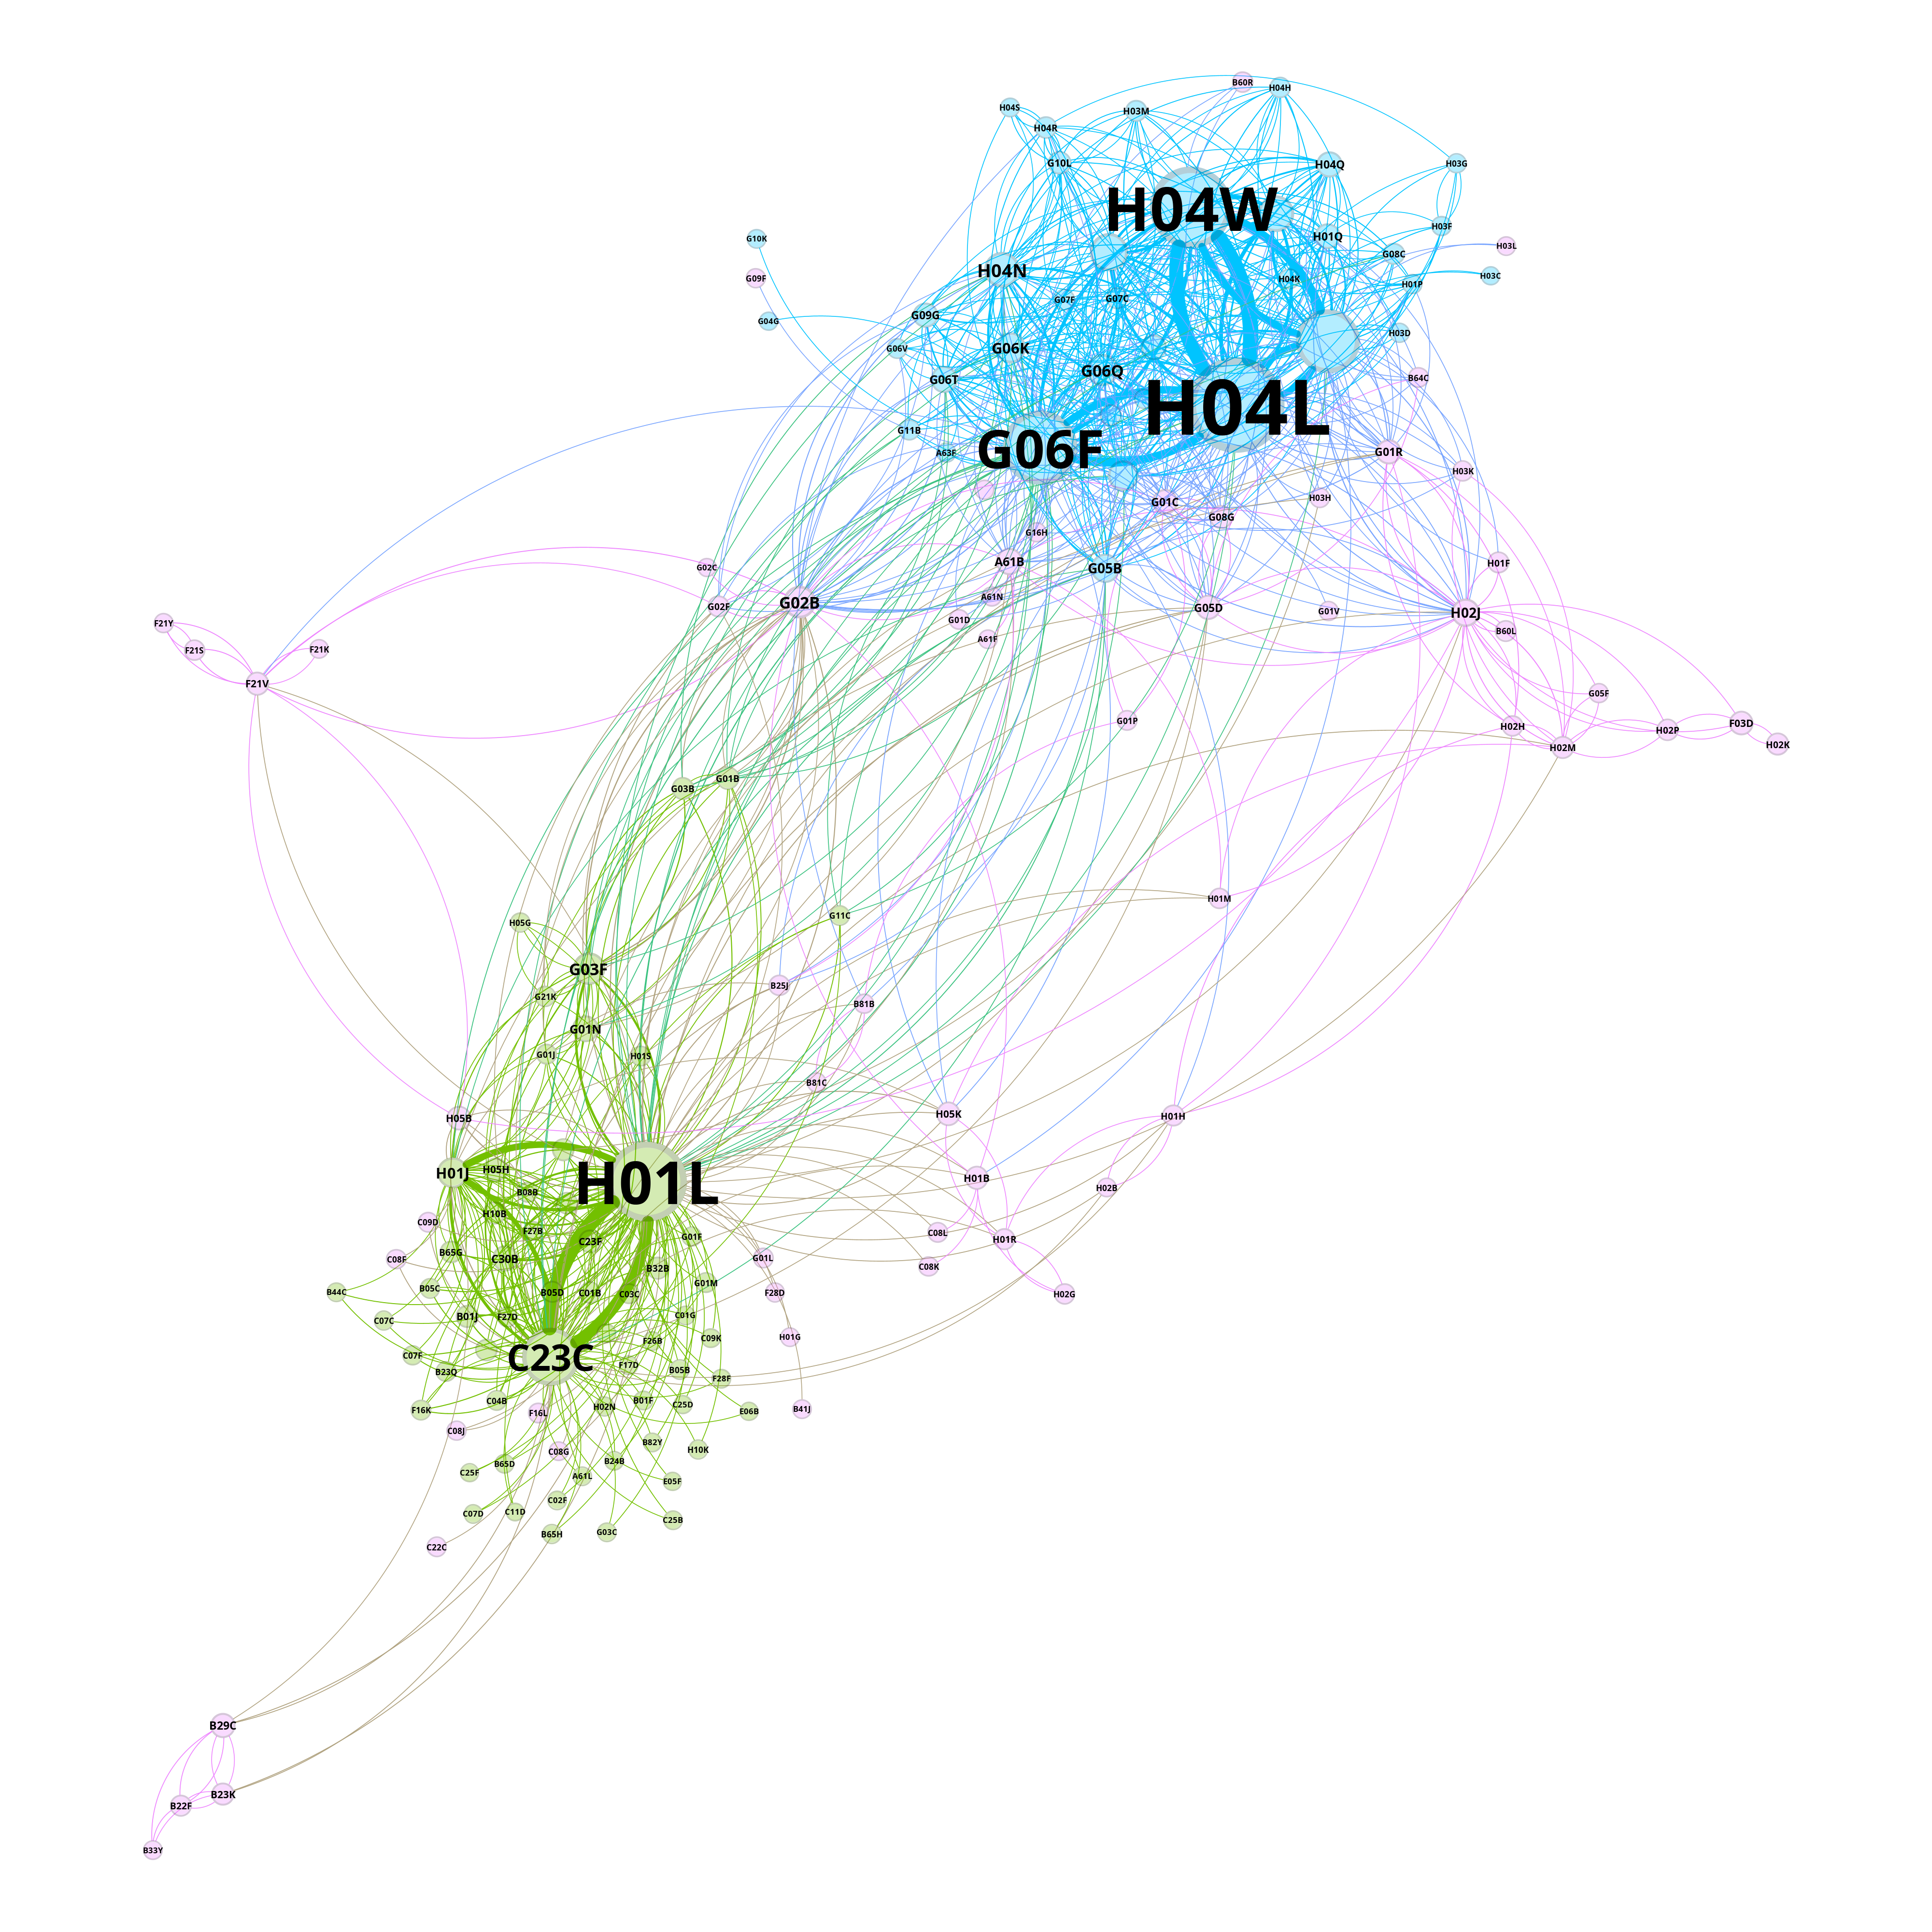 B60R
H04H
H04S
H03M
H04R
G10L
H04Q
H03G
H04W
H03F
G10K
H01Q
H03L
G08C
H04N
G09F
H04K
H03C
H01P
G07F
G07C
G09G
G04G
H03D
G06V
G06K
G06Q
G06T
B64C
H04L
G11B
G06F
A63F
G01R
H03K
H03H
G01C
G08G
G16H
A61B
H01F
G02C
G05B
A61N
G02B
G02F
G05D
G01V
H02J
G01D
F21Y
B60L
A61F
F21S
F21K
F21V
G05F
G01P
F03D
H02H
H02P
H02M
H02K
G01B
G03B
H01M
G11C
H05G
G03F
B25J
G21K
B81B
G01N
G01J
H01S
B81C
H05K
H01H
H05B
H05H
H01J
H01B
H01L
B08B
H02B
H10B
C09D
F27B
C08L
G01F
H01R
C23F
B65G
C08F
C30B
G01L
C08K
B32B
G01M
B05C
B44C
B05D
C01B
C03C
F28D
H02G
B01J
F27D
C01G
C07C
H01G
C09K
F26B
C07F
C23C
F17D
B23Q
B05B
F28F
C04B
B01F
C25D
H02N
F16K
F16L
E06B
B41J
C08J
B82Y
H10K
C08G
B24B
B65D
C25F
A61L
E05F
C02F
C11D
C07D
C25B
G03C
B65H
C22C
B29C
B23K
B22F
B33Y